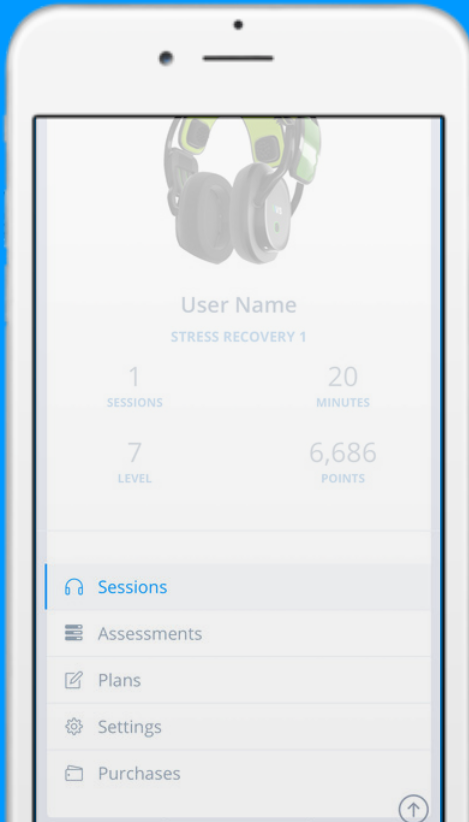 User Name
STRESS RECOVERY 1
1 20
SESSIONS MINUTES
7 6,686
LEVEL POINTS
Sessions
Assessments
Plans
Settings
Purchases